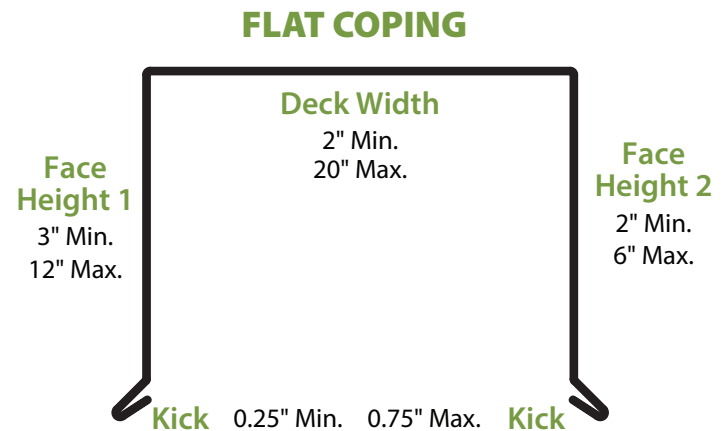 FLAT COPING
Deck Width
2" Min.
20" Max.
Face
Height 1
3" Min.
12" Max.
Face
Height 2
2" Min.
6" Max.
Kick 0.25" Min. 0.75" Max. Kick